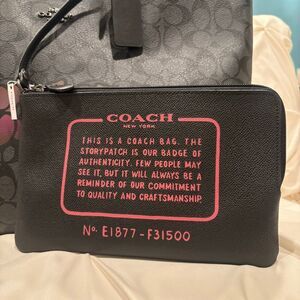 COACH
NEW YORK
THIS IS A COACH BAG. THE
STORYPATCH IS OUR BADGE OF
AUTHENTICITY. FEW PEOPLE MAY
SEE IT, BUT IT WILL ALWAYS BE A
REMINDER OF OUR COMMITMENT
TO QUALITY AND CRAFTSMANSHIP.
No. E1877-F31500